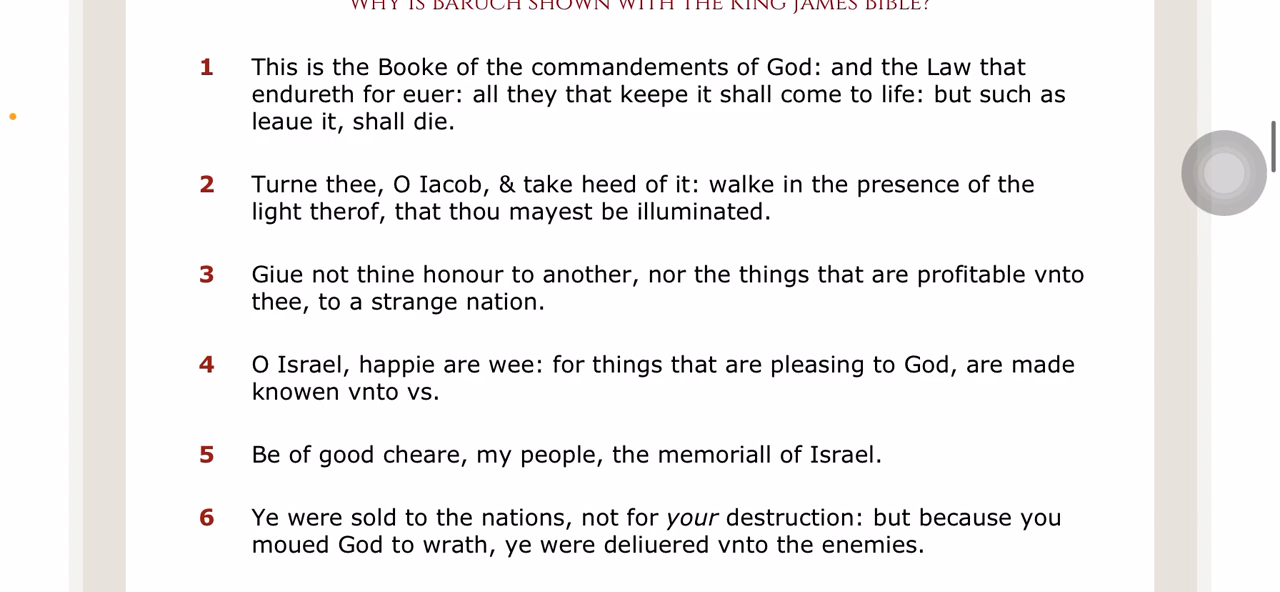 WHY IS BARUCH SHOWN WITH THE KING JAMES BIBLE?
1 This is the Booke of the commandements of God: and the Law that
endureth for euer: all they that keepe it shall come to life: but such as
leaue it, shall die.
2 Turne thee, O Iacob, & take heed of it: walke in the presence of the
light therof, that thou mayest be illuminated.
3 Giue not thine honour to another, nor the things that are profitable vnto
thee, to a strange nation.
4 O Israel, happie are wee: for things that are pleasing to God, are made
knowen vnto vs.
5 Be of good cheare, my people, the memoriall of Israel.
6 Ye were sold to the nations, not for your destruction: but because you
moued God to wrath, ye were deliuered vnto the enemies.